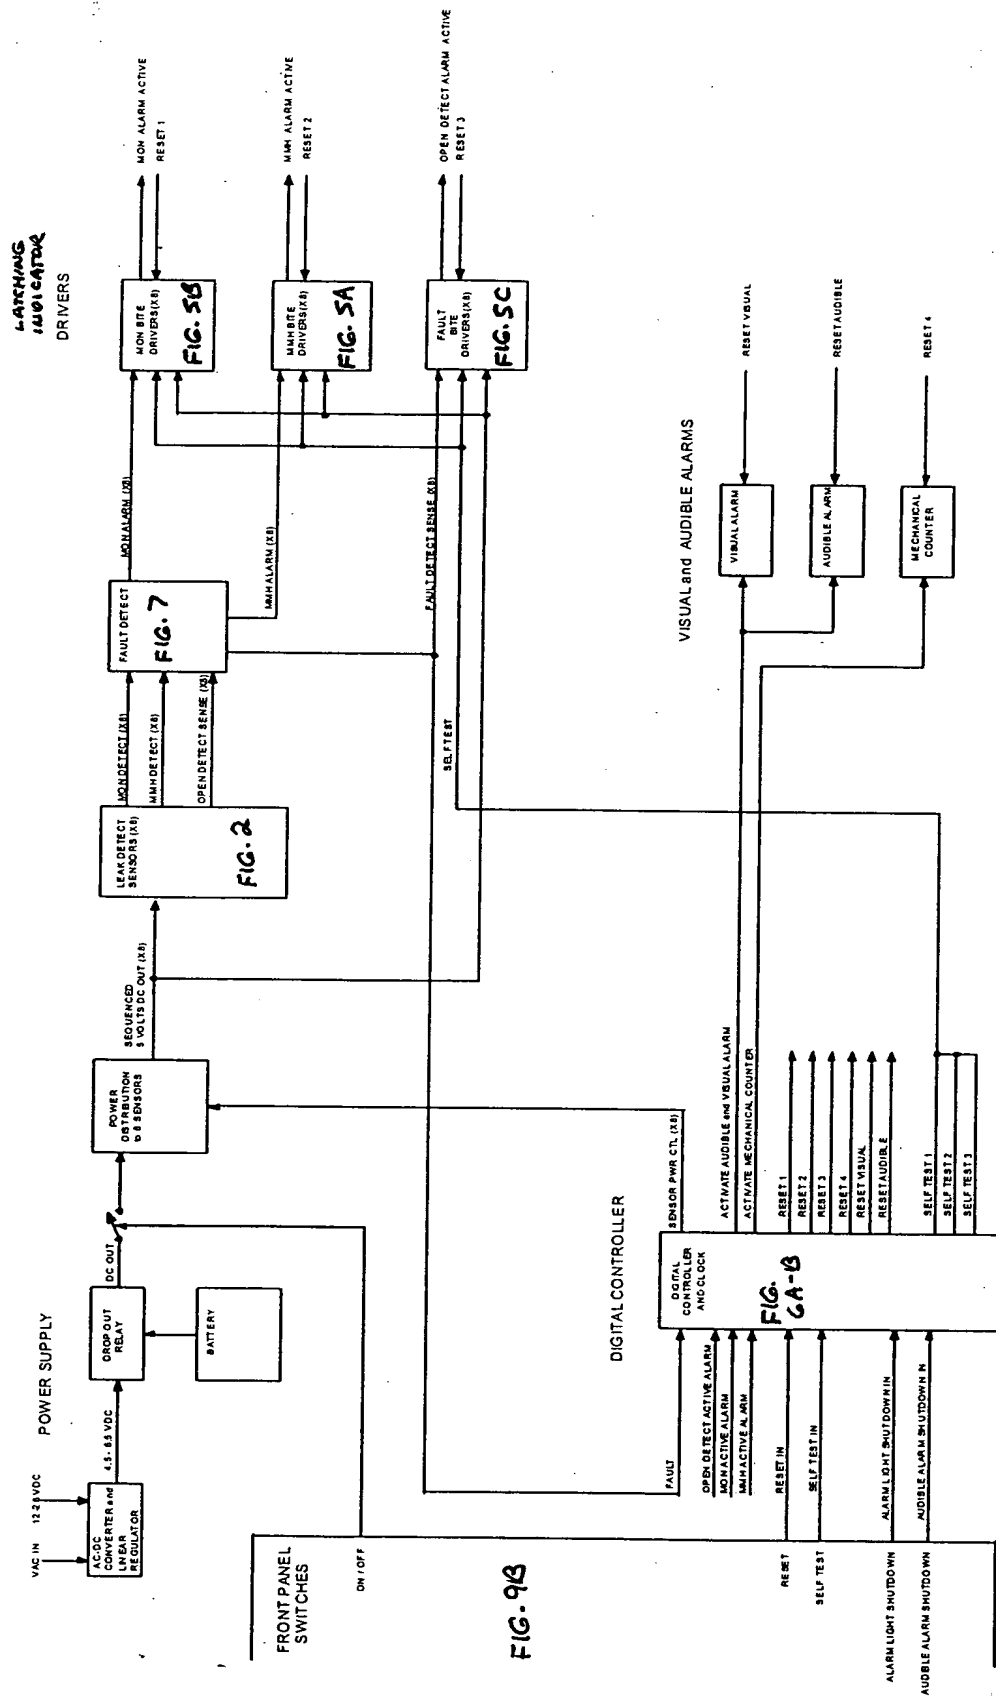 LATCHING
INDICATOR
DRIVERS
POWER SUPPLY
VAC IN
12-28VDC
AC-DC
CONVERTER and
LINEAR
REGULATOR
4.5 - 6.5 VDC
DROP OUT
RELAY
BATTERY
DC OUT
POWER
DISTRIBUTION
to 8 SENSORS
SEQUENCED
5 VOLTS DC OUT (X8)
LEAK DETECT
SENSORS (X8)
FIG. 2
MON DETECT (X8)
MMH DETECT (X8)
OPEN DETECT SENSE (X8)
FAULT DETECT
FIG. 7
MON ALARM (X8)
MMH ALARM (X8)
FAULT DETECT SENSE (X8)
SELF TEST
MON BITE
DRIVERS (X8)
FIG. 5B
MON ALARM ACTIVE
RESET 1
MMH BITE
DRIVERS (X8)
FIG. 5A
MMH ALARM ACTIVE
RESET 2
FAULT
BITE
DRIVERS (X8)
FIG. 5C
OPEN DETECT ALARM ACTIVE
RESET 3
FRONT PANEL
SWITCHES
ON / OFF
FIG. 9B
RESET
SELF TEST
ALARM LIGHT SHUTDOWN
AUDIBLE ALARM SHUTDOWN
DIGITAL CONTROLLER
FAULT
OPEN DETECT ACTIVE ALARM
MON ACTIVE ALARM
MMH ACTIVE ALARM
RESET IN
SELF TEST IN
ALARM LIGHT SHUTDOWN IN
AUDIBLE ALARM SHUTDOWN IN
DIGITAL
CONTROLLER
AND CLOCK
FIG.
6A-B
SENSOR PWR CTL (X8)
ACTIVATE AUDIBLE and VISUAL ALARM
ACTIVATE MECHANICAL COUNTER
RESET 1
RESET 2
RESET 3
RESET 4
RESET VISUAL
RESET AUDIBLE
SELF TEST 1
SELF TEST 2
SELF TEST 3
VISUAL and AUDIBLE ALARMS
VISUAL ALARM
RESET VISUAL
AUDIBLE ALARM
RESET AUDIBLE
MECHANICAL
COUNTER
RESET 4